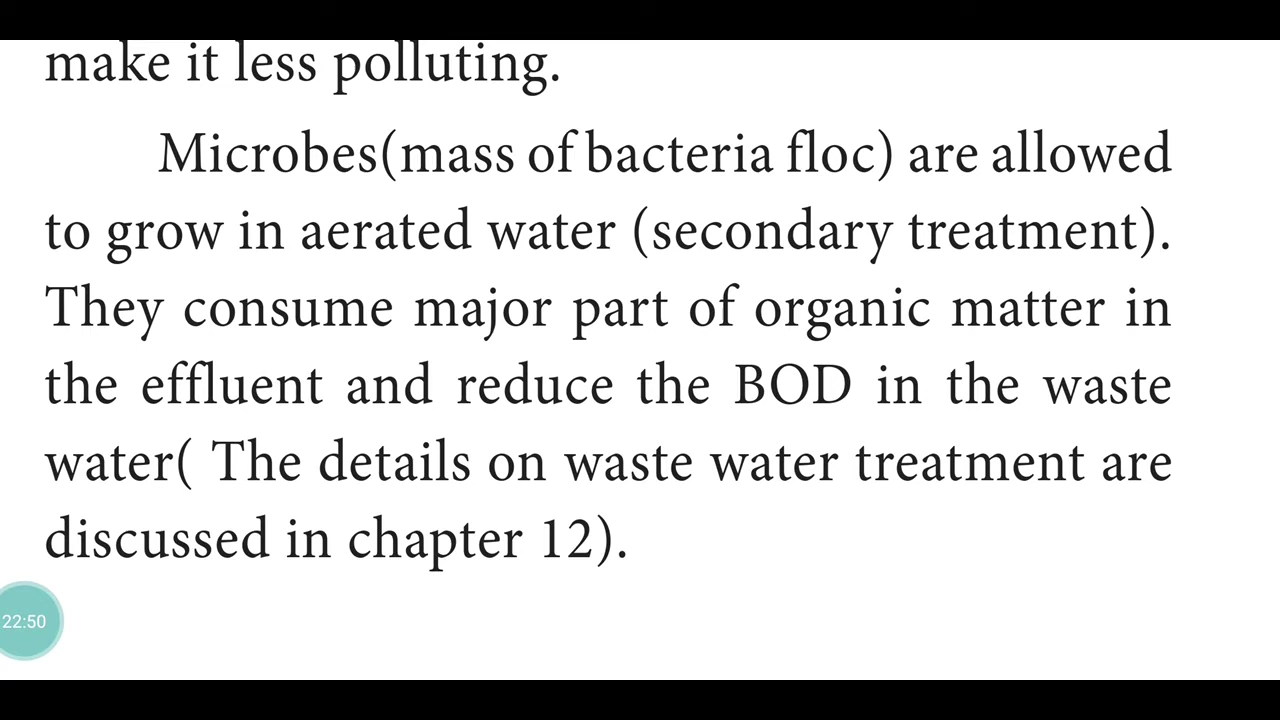 make it less polluting.
Microbes(mass of bacteria floc) are allowed
to grow in aerated water (secondary treatment).
They consume major part of organic matter in
the effluent and reduce the BOD in the waste
water( The details on waste water treatment are
discussed in chapter 12).
22:50